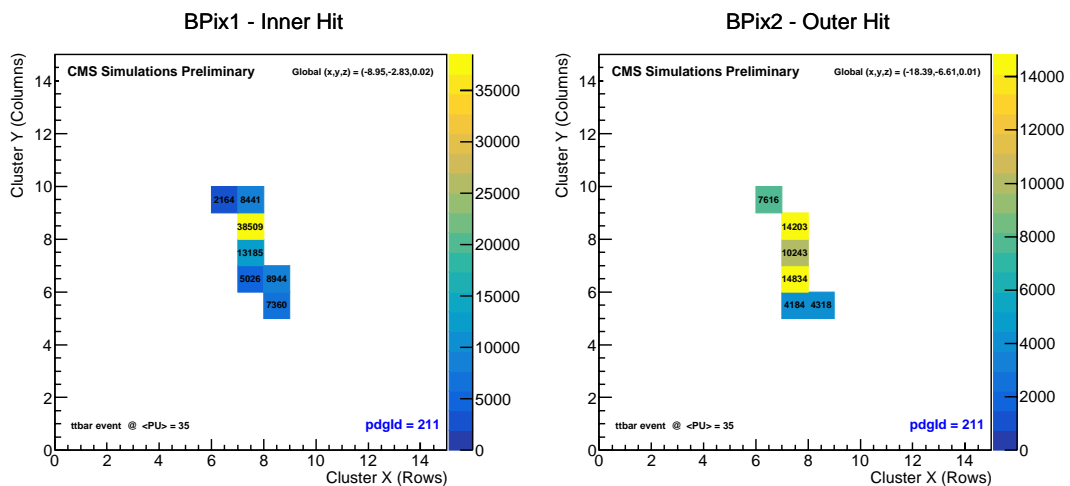 BPix1 - Inner Hit
CMS Simulations Preliminary
Global (x,y,z) = (-8.95,-2.83,0.02)
Cluster Y (Columns)
14
12
10
8
6
4
2
0
2164 8441
38509
13185
5026 8944
7360
ttbar event @ <PU> = 35
pdgId = 211
0 2 4 6 8 10 12 14
Cluster X (Rows)
35000
30000
25000
20000
15000
10000
5000
0
BPix2 - Outer Hit
CMS Simulations Preliminary
Global (x,y,z) = (-18.39,-6.61,0.01)
Cluster Y (Columns)
14
12
10
8
6
4
2
0
7616
14203
10243
14834
4184 4318
ttbar event @ <PU> = 35
pdgId = 211
0 2 4 6 8 10 12 14
Cluster X (Rows)
14000
12000
10000
8000
6000
4000
2000
0